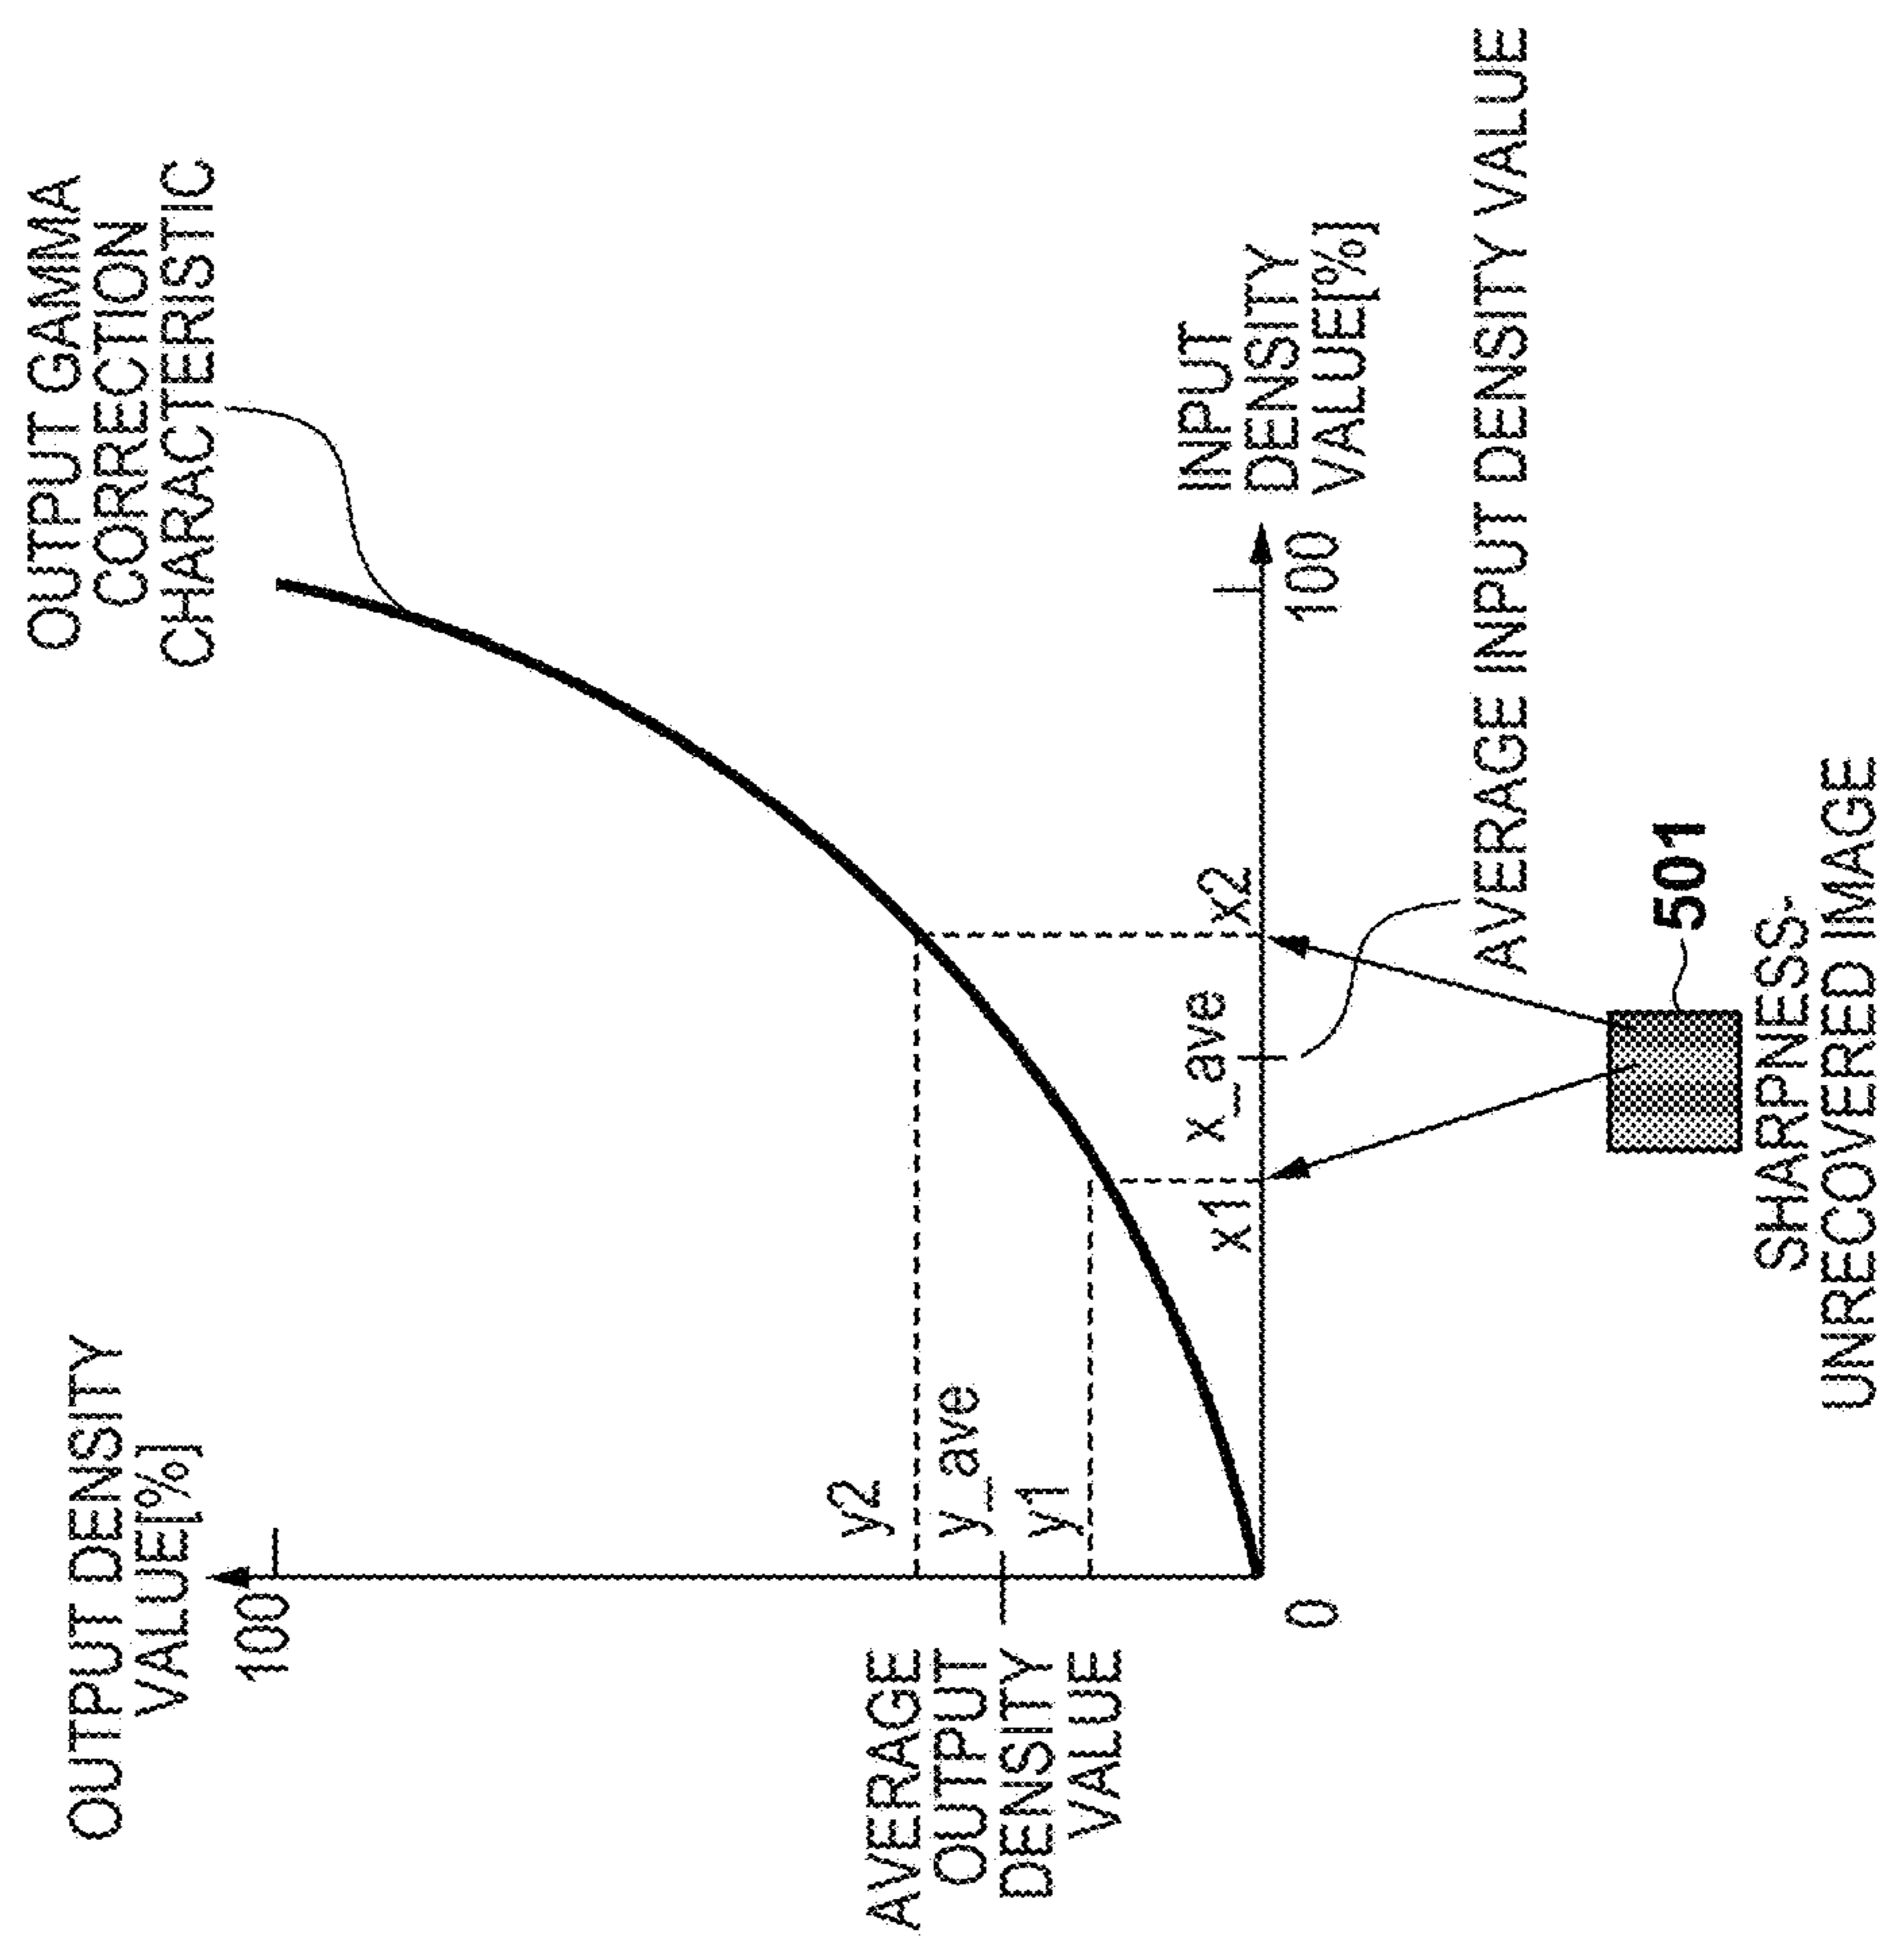 OUTPUT DENSITY
VALUE[%]
100
OUTPUT GAMMA
CORRECTION
CHARACTERISTIC
AVERAGE
OUTPUT
DENSITY
VALUE
y2
y_ave
y1
0
x1
x_ave
x2
100
INPUT
DENSITY
VALUE[%]
AVERAGE INPUT DENSITY VALUE
501
SHARPNESS-
UNRECOVERED IMAGE